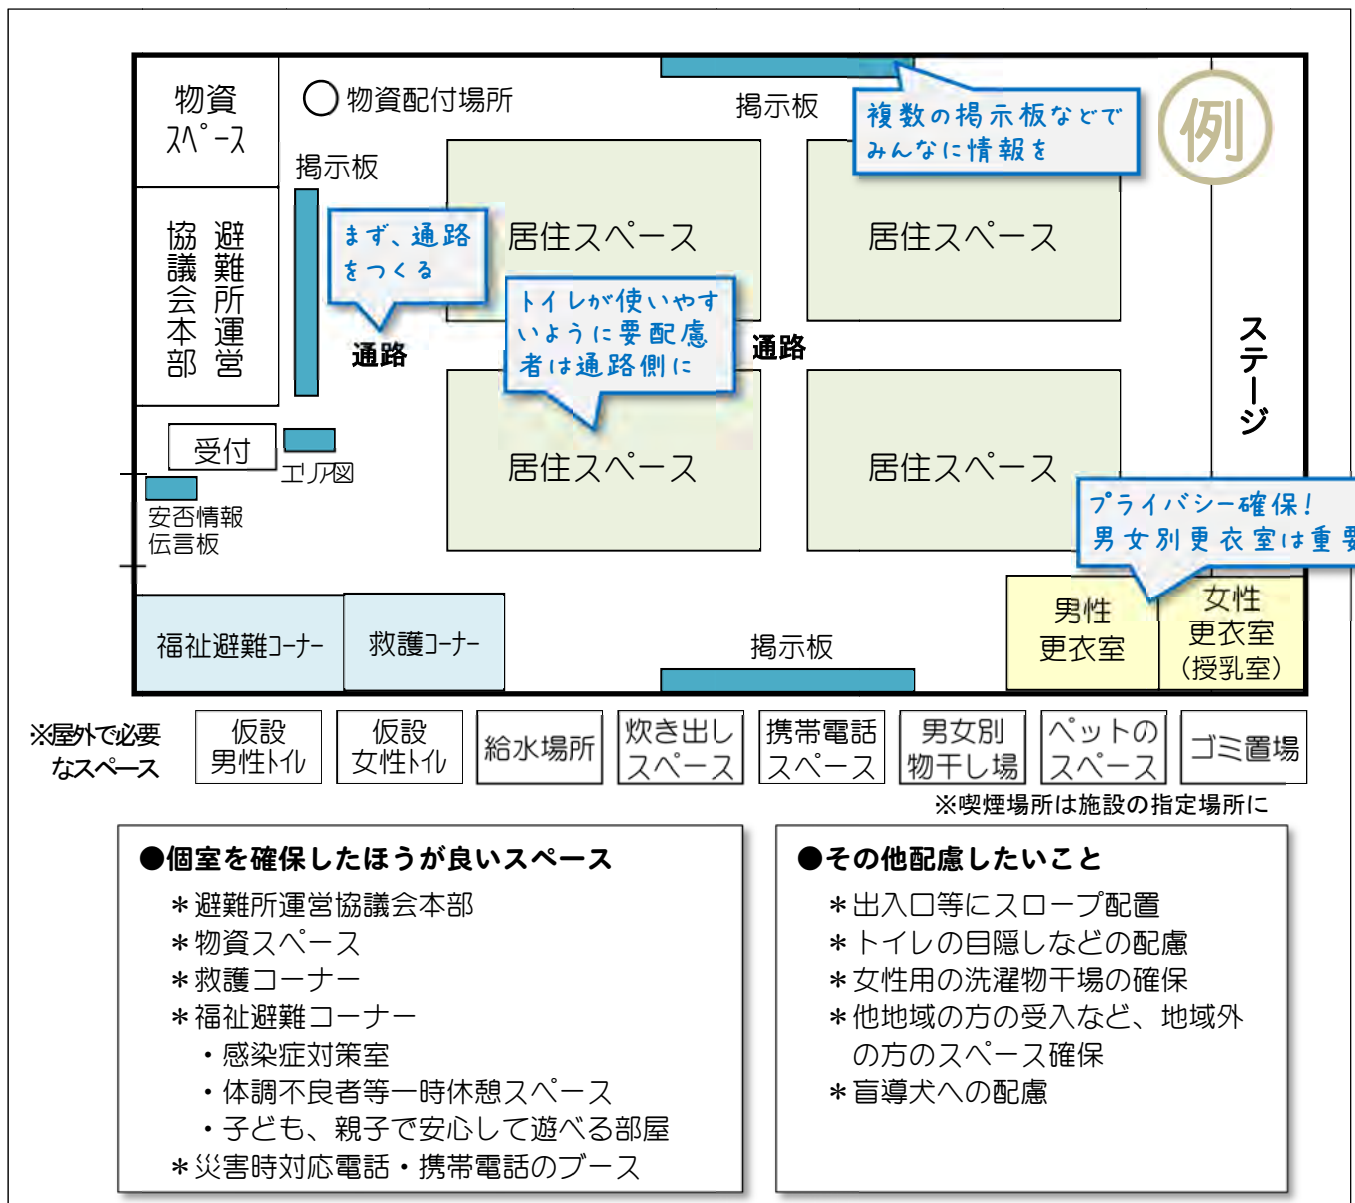 物資
スペース
○物資配付場所
掲示板
複数の掲示板などで
みんなに情報を
例
掲示板
避難所運営
協議会本部
まず、通路
をつくる
通路
居住スペース
居住スペース
トイレが使いやす
いように要配慮
者は通路側に
通路
ステージ
受付
エリア図
安否情報
伝言板
居住スペース
居住スペース
プライバシー確保!
男女別更衣室は重要
福祉避難コーナー
救護コーナー
掲示板
男性
更衣室
女性
更衣室
(授乳室)
※屋外で必要
なスペース
仮設
男性トイレ
仮設
女性トイレ
給水場所
炊き出し
スペース
携帯電話
スペース
男女別
物干し場
ペットの
スペース
ゴミ置場
※喫煙場所は施設の指定場所に
●個室を確保したほうが良いスペース
＊避難所運営協議会本部
＊物資スペース
＊救護コーナー
＊福祉避難コーナー
・感染症対策室
・体調不良者等一時休憩スペース
・子ども、親子で安心して遊べる部屋
＊災害時対応電話・携帯電話のブース
●その他配慮したいこと
＊出入口等にスロープ配置
＊トイレの目隠しなどの配慮
＊女性用の洗濯物干場の確保
＊他地域の方の受入など、地域外
の方のスペース確保
＊盲導犬への配慮